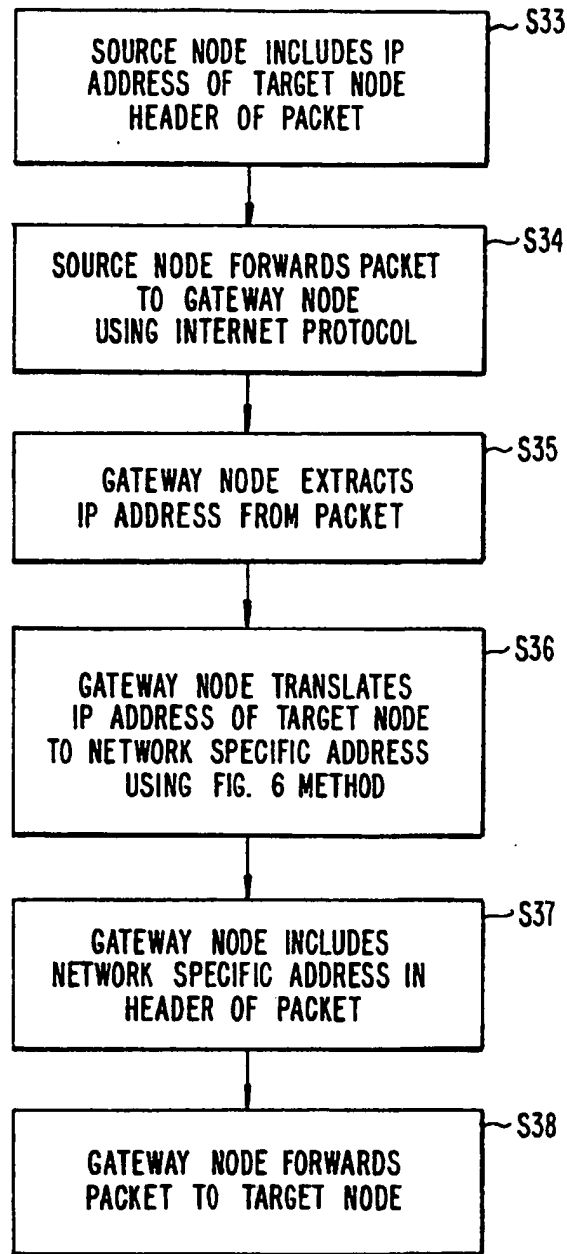 S33
SOURCE NODE INCLUDES IP
ADDRESS OF TARGET NODE
HEADER OF PACKET
S34
SOURCE NODE FORWARDS PACKET
TO GATEWAY NODE
USING INTERNET PROTOCOL
S35
GATEWAY NODE EXTRACTS
IP ADDRESS FROM PACKET
S36
GATEWAY NODE TRANSLATES
IP ADDRESS OF TARGET NODE
TO NETWORK SPECIFIC ADDRESS
USING FIG. 6 METHOD
S37
GATEWAY NODE INCLUDES
NETWORK SPECIFIC ADDRESS IN
HEADER OF PACKET
S38
GATEWAY NODE FORWARDS
PACKET TO TARGET NODE